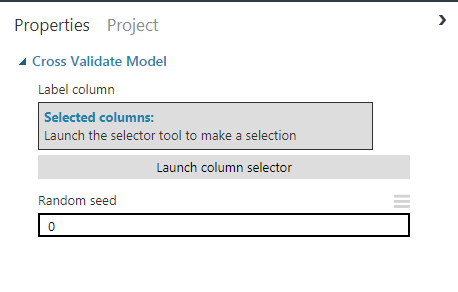 Properties Project
Cross Validate Model
Label column
Selected columns:
Launch the selector tool to make a selection
Launch column selector
Random seed
0